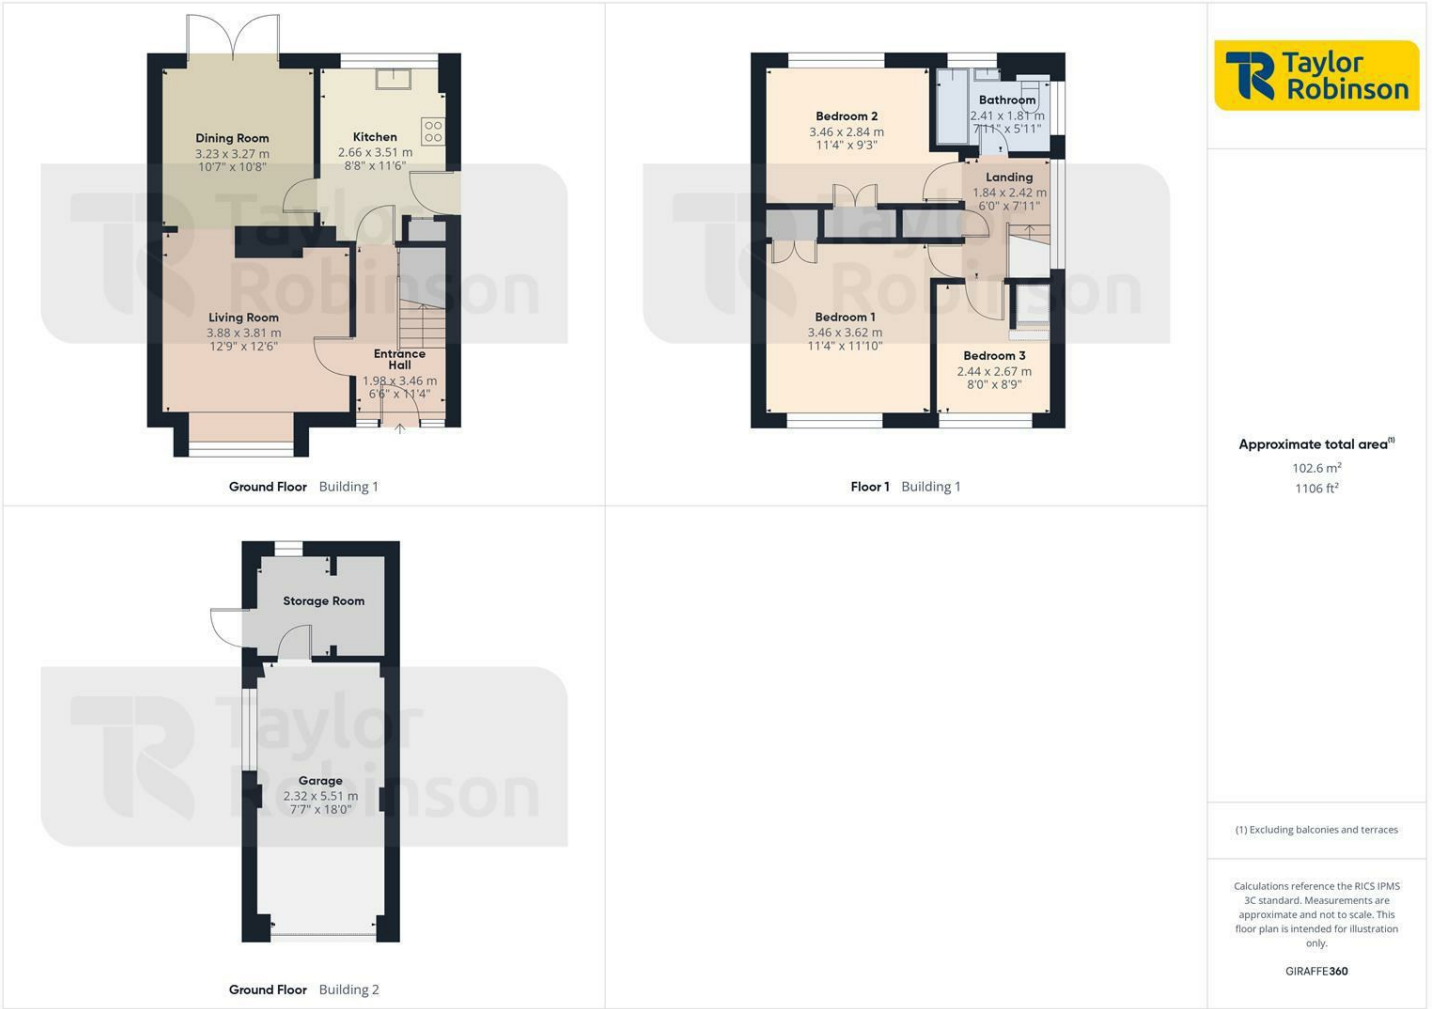 Dining Room
3.23 x 3.27 m
10'7" x 10'8"
Kitchen
2.66 x 3.51 m
8'8" x 11'6"
Living Room
3.88 x 3.81 m
12'9" x 12'6"
Entrance
Hall
1.98 x 3.46 m
6'6" x 11'4"
Taylor
Robinson
Ground Floor Building 1
Bedroom 2
3.46 x 2.84 m
11'4" x 9'3"
Bathroom
2.41 x 1.81 m
7'11" x 5'11"
Landing
1.84 x 2.42 m
6'0" x 7'11"
Bedroom 1
3.46 x 3.62 m
11'4" x 11'10"
Bedroom 3
2.44 x 2.67 m
8'0" x 8'9"
Taylor
Robinson
Floor 1 Building 1
Storage Room
Garage
2.32 x 5.51 m
7'7" x 18'0"
Taylor
Robinson
Ground Floor Building 2
TR Taylor
Robinson
Approximate total area(1)
102.6 m²
1106 ft²
(1) Excluding balconies and terraces
Calculations reference the RICS IPMS
3C standard. Measurements are
approximate and not to scale. This
floor plan is intended for illustration
only.
GIRAFFE360